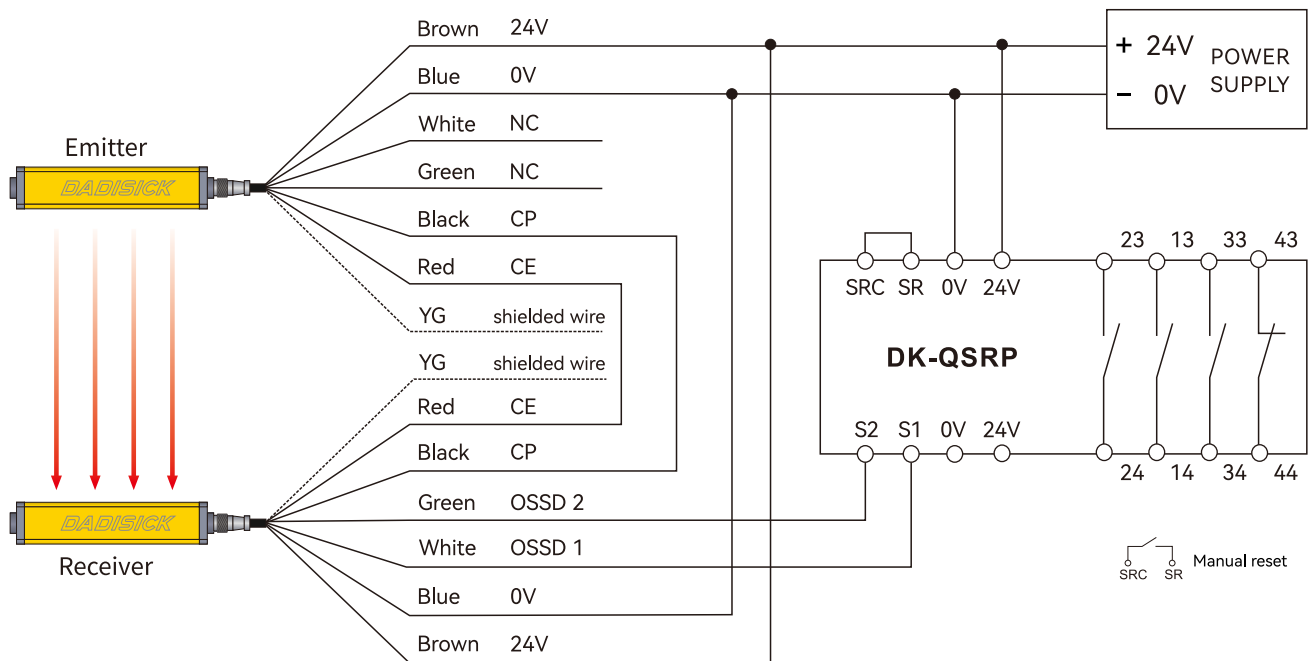 Brown 24V
+ 24V
POWER
SUPPLY
- 0V
Blue 0V
White NC
Emitter
Green NC
DADISICK
Black CP
23 13 33 43
Red CE
SRC SR 0V 24V
YG shielded wire
DK-QSRP
YG shielded wire
Red CE
S2 S1 0V 24V
Black CP
24 14 34 44
Green OSSD 2
DADISICK
White OSSD 1
Receiver
Manual reset
SRC SR
Blue 0V
Brown 24V